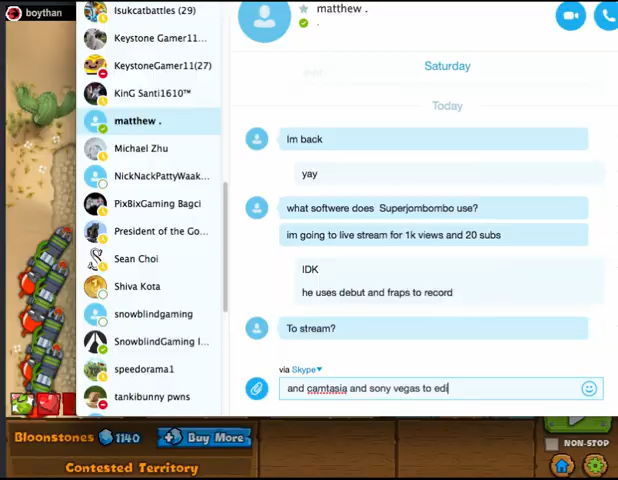 boythan
Isukcatbattles (29)
Keystone Gamer11...
KeystoneGamer11(27)
KinG Santi1610™
matthew .
Michael Zhu
NickNackPattyWaak...
PixBixGaming Bagci
President of the Go...
Sean Choi
Shiva Kota
snowblindgaming
SnowblindGaming I...
speedorama1
tankibunny pwns
matthew .
.
Saturday
Today
Im back
yay
what softwere does Superjombombo use?
im going to live stream for 1k views and 20 subs
IDK
he uses debut and fraps to record
To stream?
via Skype
and camtasia and sony vegas to edi
Bloonstones 1140 Buy More
Contested Territory
NON-STOP